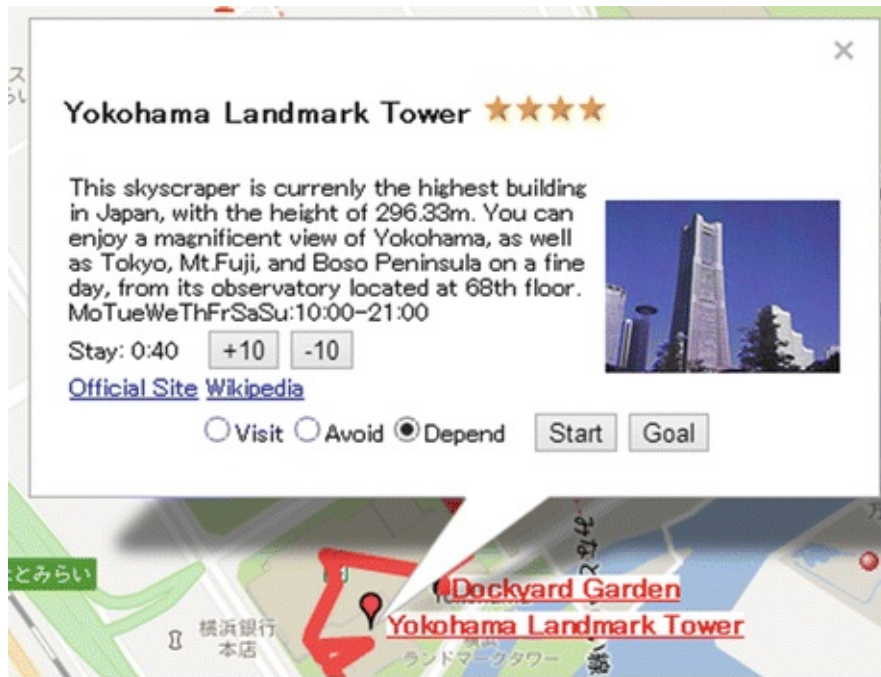 ×
Yokohama Landmark Tower ★★★★
This skyscraper is currenly the highest building
in Japan, with the height of 296.33m. You can
enjoy a magnificent view of Yokohama, as well
as Tokyo, Mt.Fuji, and Boso Peninsula on a fine
day, from its observatory located at 68th floor.
MoTueWeThFrSaSu:10:00-21:00
Stay: 0:40 +10 -10
Official Site Wikipedia
Visit Avoid Depend Start Goal
とみらい
Dockyard Garden
Yokohama Landmark Tower
横浜銀行
本店
ランドマークタワー